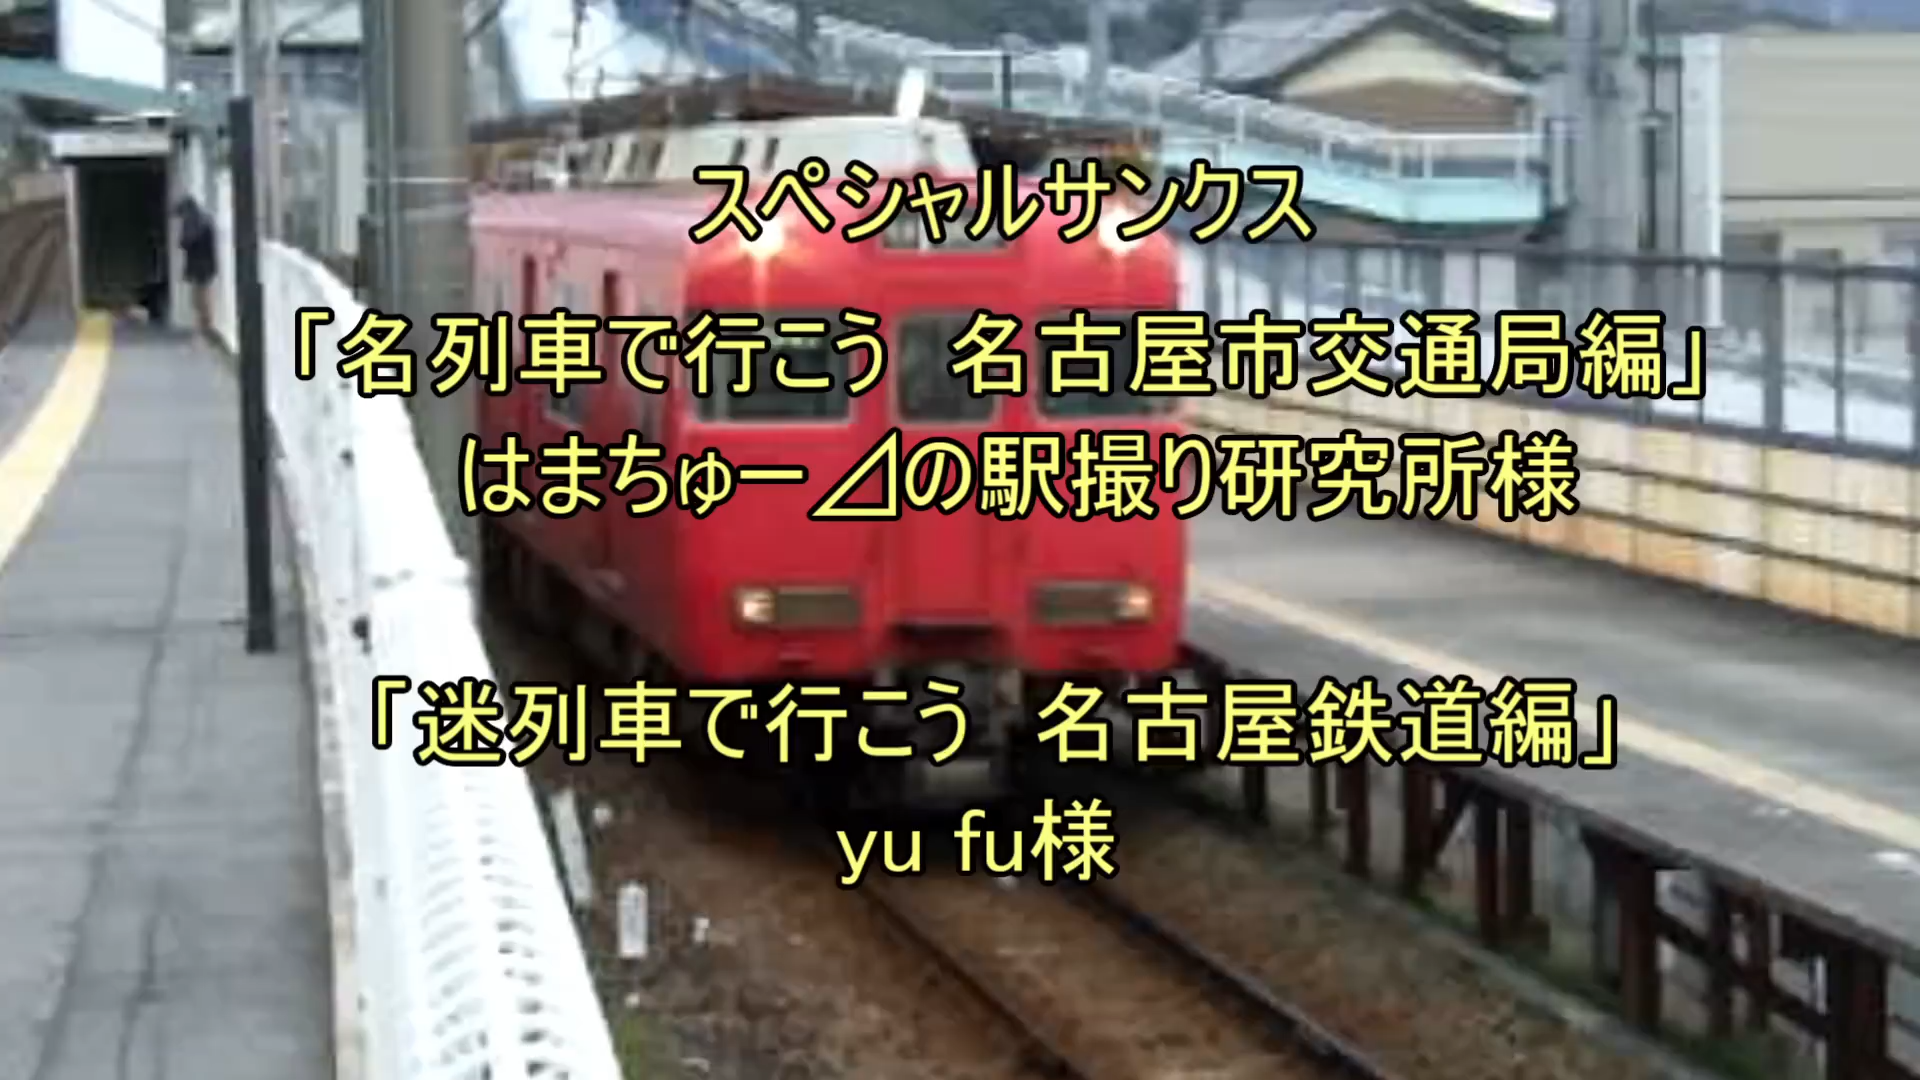 スペシャルサンクス
「名列車で行こう　名古屋市交通局編」
はまちゅー⊿の駅撮り研究所様
「迷列車で行こう　名古屋鉄道編」
yu fu様